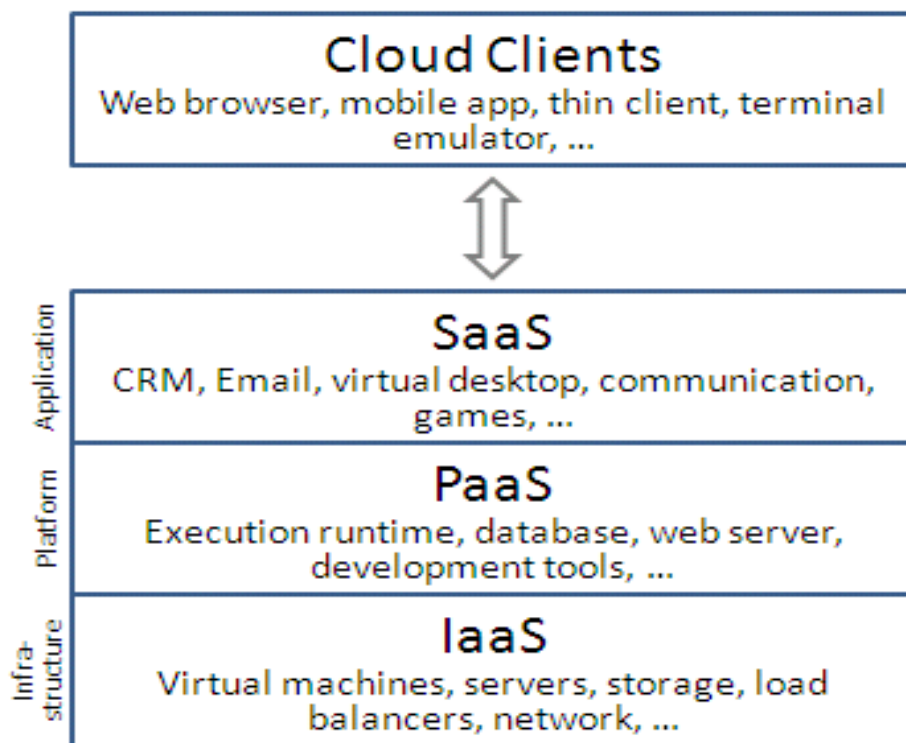 Cloud Clients
Web browser, mobile app, thin client, terminal
emulator, ...
Application
SaaS
CRM, Email, virtual desktop, communication,
games, ...
Platform
PaaS
Execution runtime, database, web server,
development tools, ...
Infra-
structure
IaaS
Virtual machines, servers, storage, load
balancers, network, ...